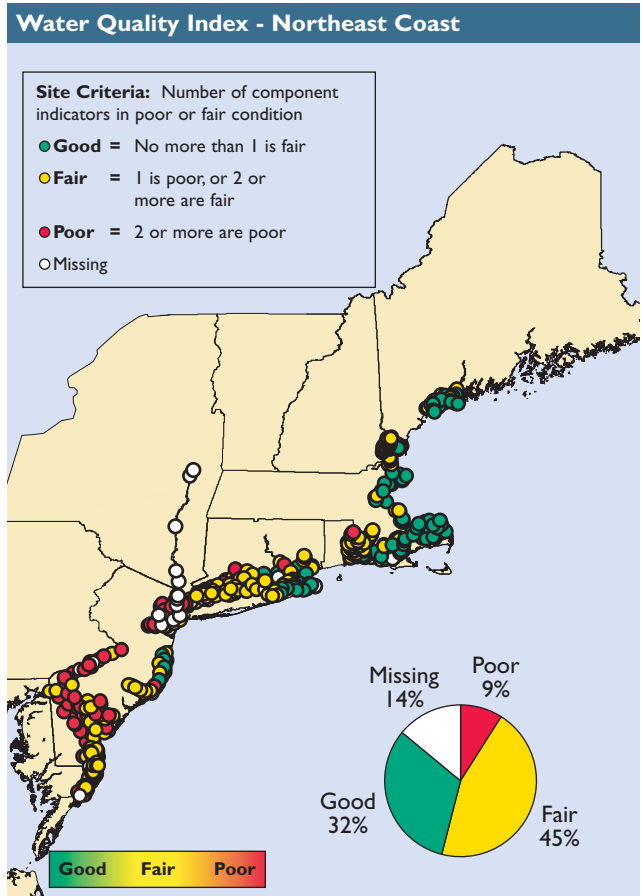 Water Quality Index - Northeast Coast
Site Criteria: Number of component
indicators in poor or fair condition
Good = No more than 1 is fair
Fair = 1 is poor, or 2 or
more are fair
Poor = 2 or more are poor
Missing
Missing
14%
Poor
9%
Good
32%
Fair
45%
Good Fair Poor